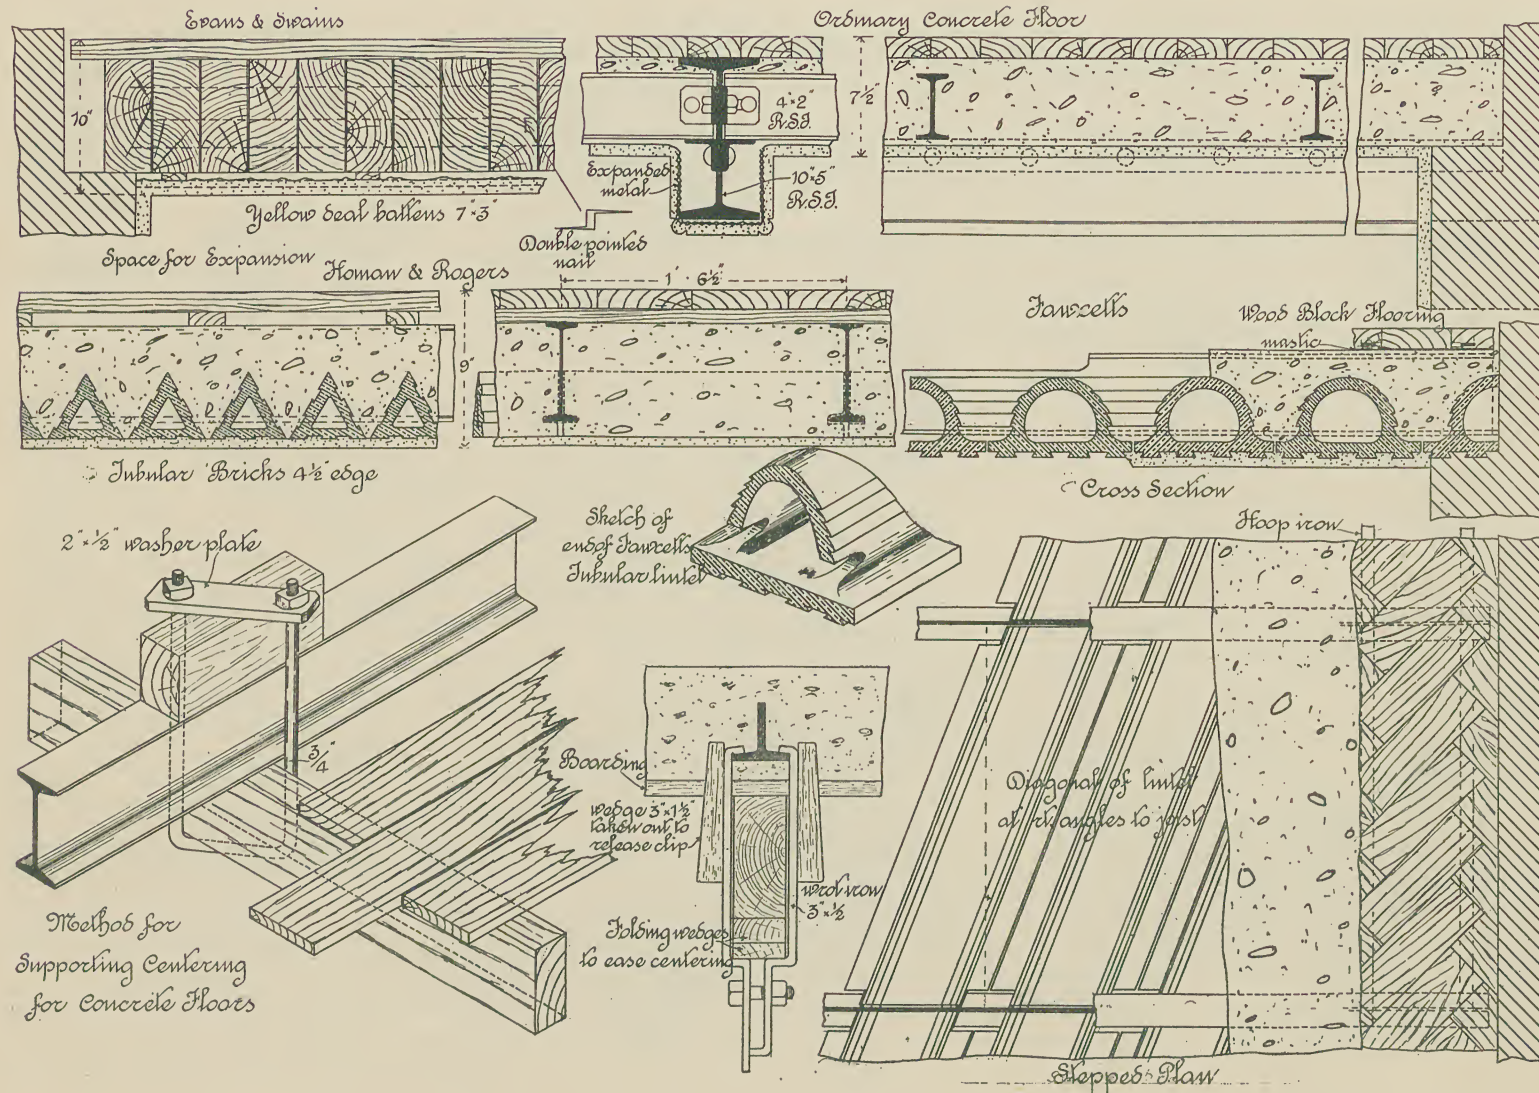 Evans & Swains
10"
Yellow deal battens 7"×3"
Space for Expansion
Double pointed
nail
Ordinary Concrete Floor
4"×2"
R.S.J.
7½"
Expanded
metal
10"×5"
R.S.J.
Homan & Rogers
9"
1' · 6½"
Tubular Bricks 4½" edge
Fawcetts
Wood Block Flooring
mastic
Cross Section
Sketch of
end of Fawcetts
Tubular lintel
2"×½" washer plate
¾"
Method for
Supporting Centering
for Concrete Floors
Boarding
wedge 3"×1½"
taken out to
release clip
wrot iron
3"×½"
Folding wedges
to ease centering
Hoop iron
Diagonal of lintel
at rt angles to joist
Stepped Plan